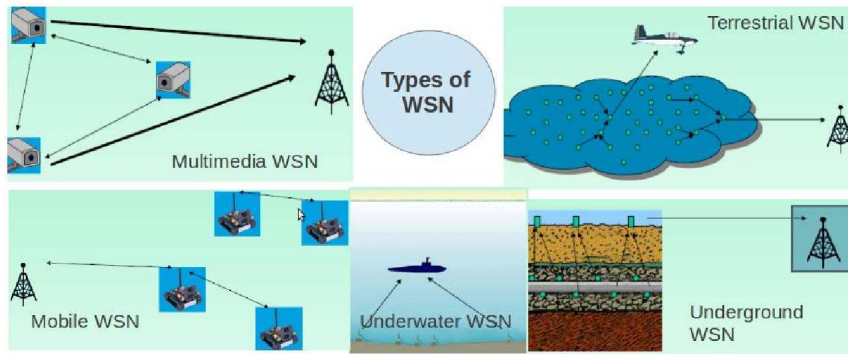 Multimedia WSN
Types of
WSN
Terrestrial WSN
Mobile WSN
Underwater WSN
Underground
WSN